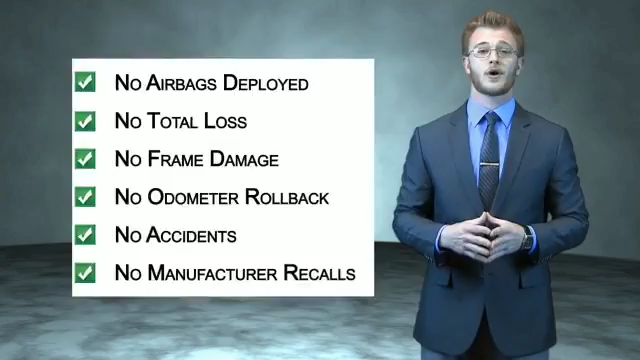 No Airbags Deployed
No Total Loss
No Frame Damage
No Odometer Rollback
No Accidents
No Manufacturer Recalls